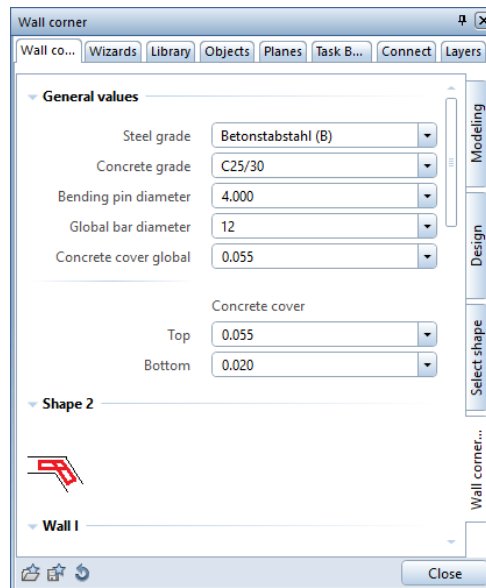 Wall corner
Wall co... Wizards Library Objects Planes Task B... Connect Layers
General values
Steel grade Betonstabstahl (B)
Concrete grade C25/30
Bending pin diameter 4.000
Global bar diameter 12
Concrete cover global 0.055
Concrete cover
Top 0.055
Bottom 0.020
Shape 2
Wall I
Modeling
Design
Select shape
Wall corner...
Close